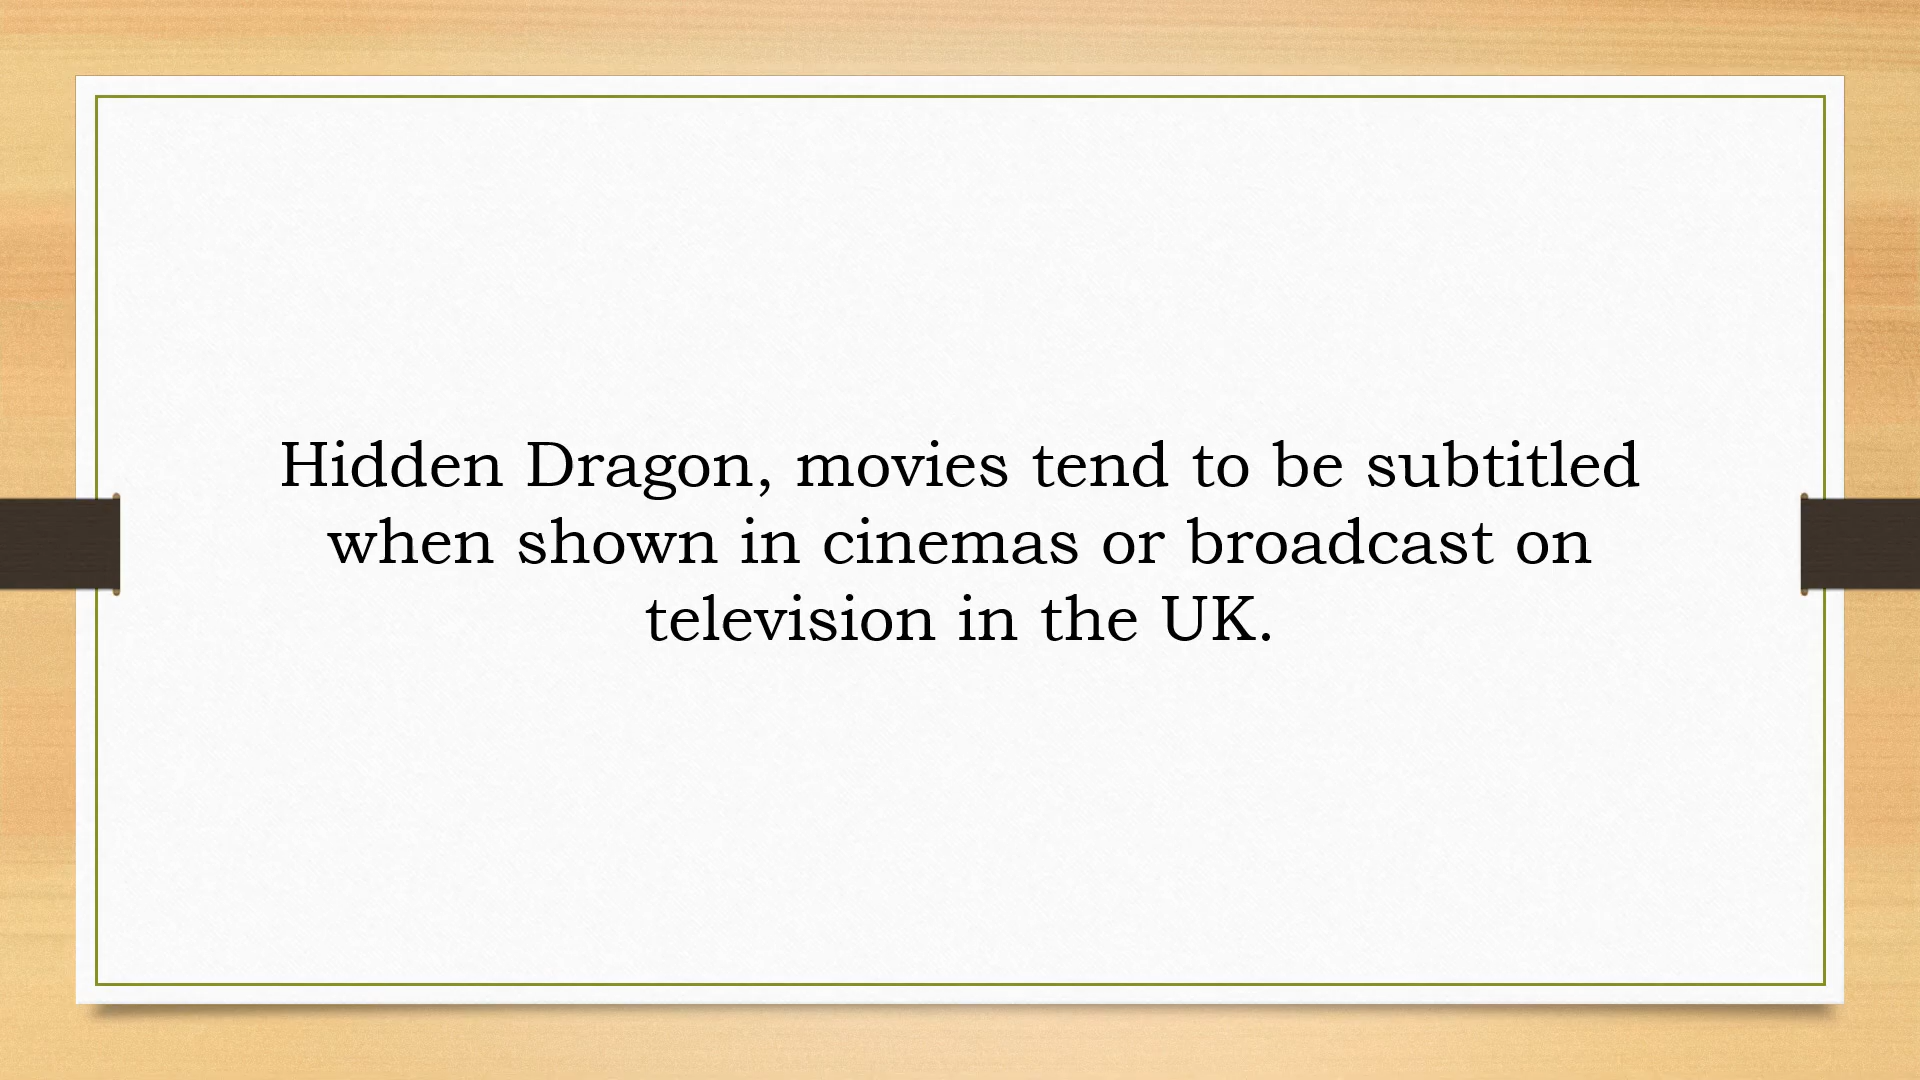 Hidden Dragon, movies tend to be subtitled
when shown in cinemas or broadcast on
television in the UK.